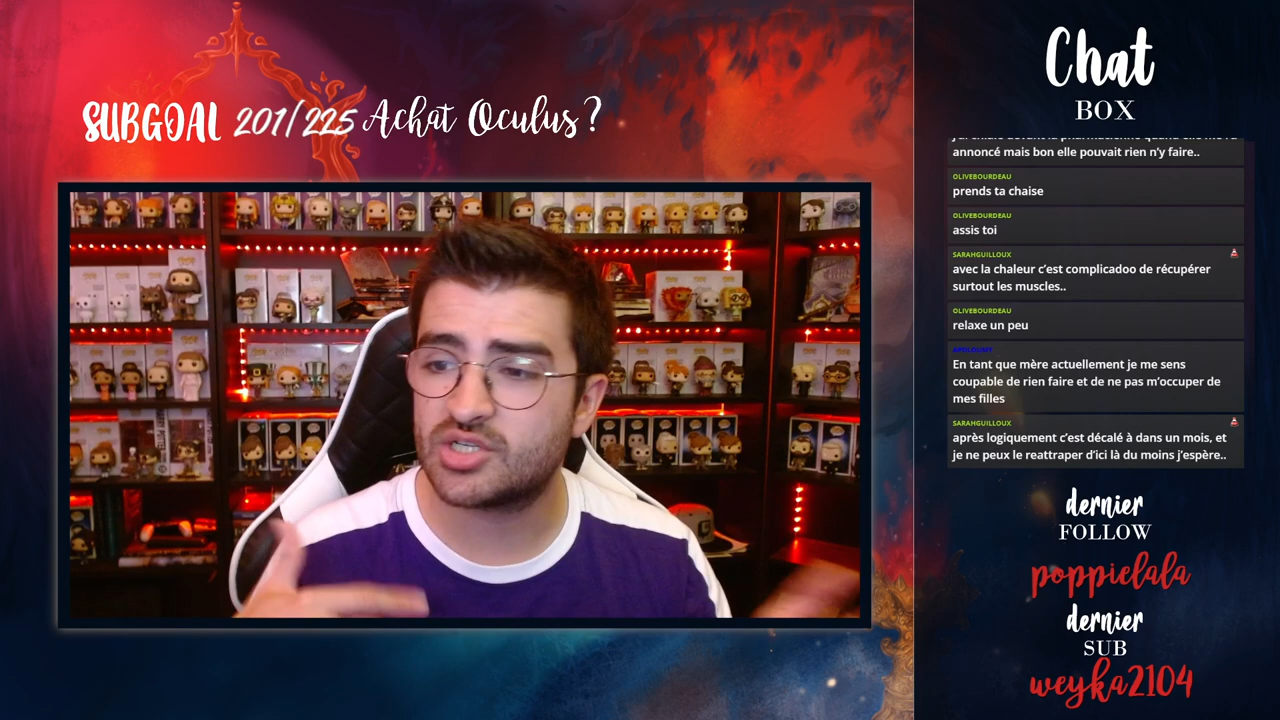 SUBGOAL 201/225 Achat Oculus?
Chat
BOX
annoncé mais bon elle pouvait rien n’y faire..
OLIVEBOURDEAU
prends ta chaise
OLIVEBOURDEAU
assis toi
SARAHGUILLOUX
avec la chaleur c’est complicadoo de récupérer
surtout les muscles..
OLIVEBOURDEAU
relaxe un peu
En tant que mère actuellement je me sens
coupable de rien faire et de ne pas m’occuper de
mes filles
SARAHGUILLOUX
après logiquement c’est décalé à dans un mois, et
je ne peux le reattraper d’ici là du moins j’espère..
dernier
FOLLOW
poppielala
dernier
SUB
weyka2104